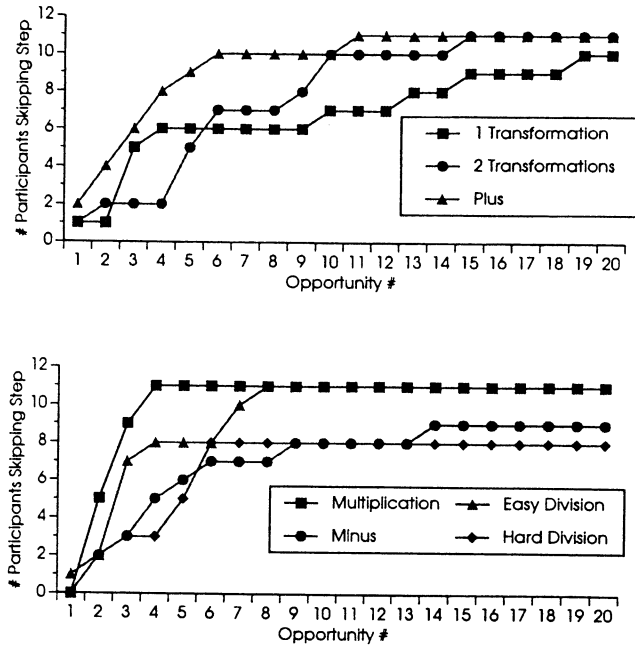 # Participants Skipping Step
12
10
8
6
4
2
0
1 2 3 4 5 6 7 8 9 10 11 12 13 14 15 16 17 18 19 20
Opportunity #
1 Transformation
2 Transformations
Plus
# Participants Skipping Step
12
10
8
6
4
2
0
1 2 3 4 5 6 7 8 9 10 11 12 13 14 15 16 17 18 19 20
Opportunity #
Multiplication Easy Division
Minus Hard Division